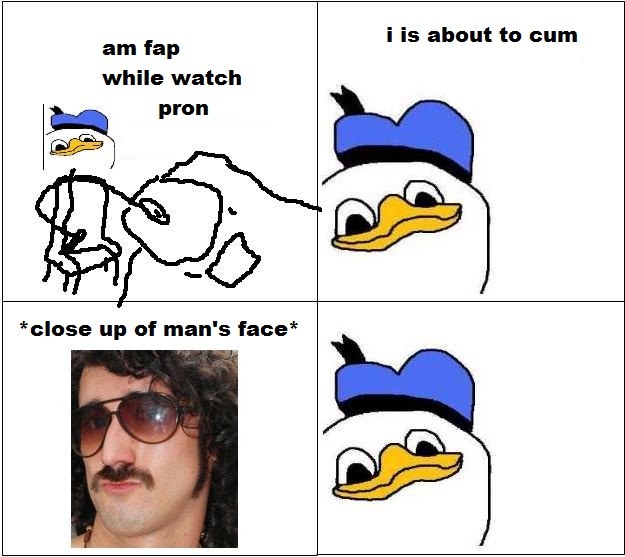 am fap
while watch
pron
i is about to cum
*close up of man's face*